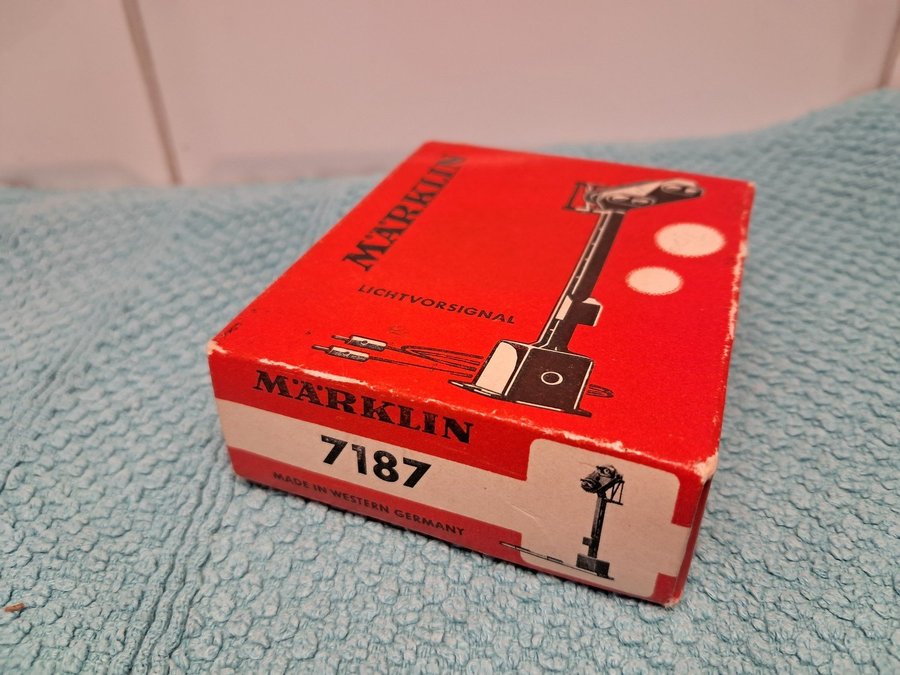 MÄRKLIN
LICHTVORSIGNAL
MÄRKLIN
7187
MADE IN WESTERN GERMANY